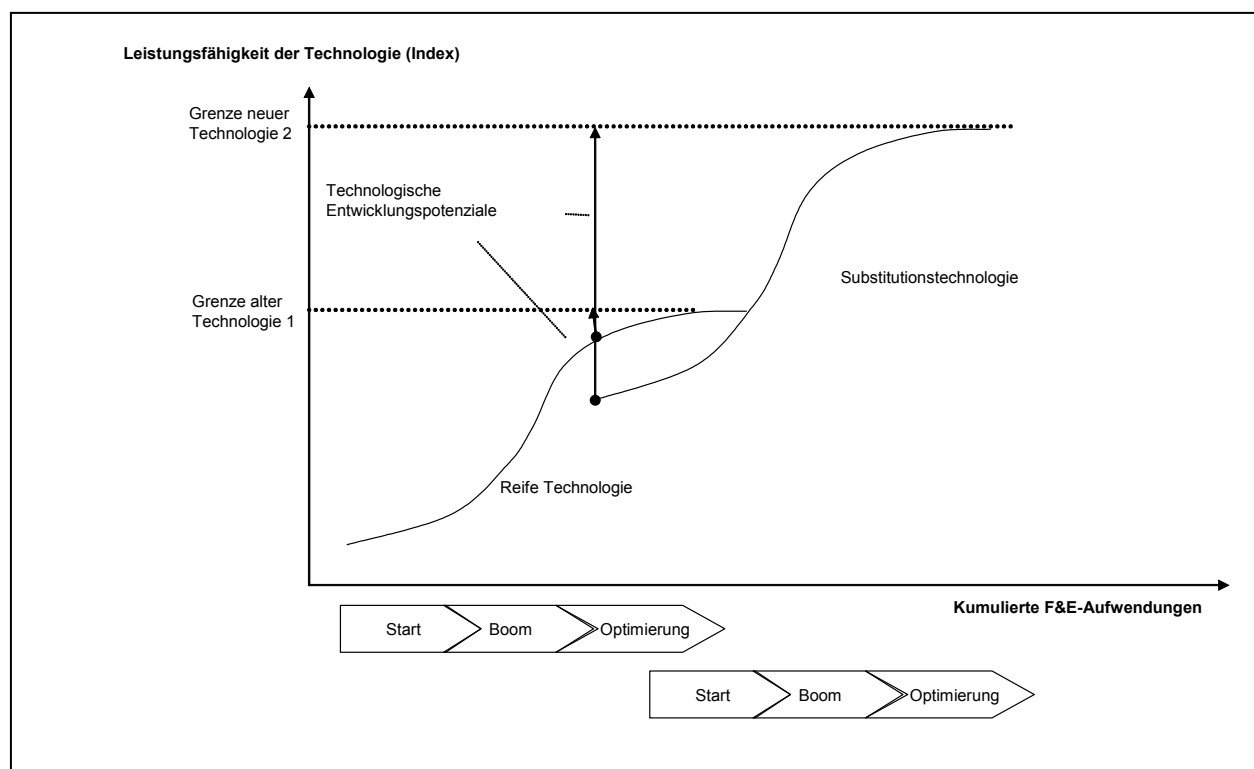 Leistungsfähigkeit der Technologie (Index)
Grenze neuer
Technologie 2
Technologische
Entwicklungspotenziale
Substitutionstechnologie
Grenze alter
Technologie 1
Reife Technologie
Kumulierte F&E-Aufwendungen
Start
Boom
Optimierung
Start
Boom
Optimierung